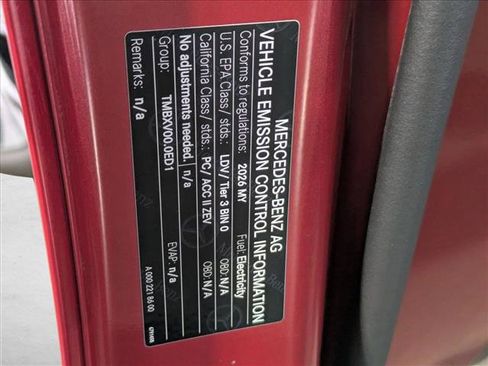 MERCEDES-BENZ AG
VEHICLE EMISSION CONTROL INFORMATION
Conforms to regulations: 2026 MY Fuel: Electricity
U.S. EPA Class / stds.: LDV/ Tier 3 BIN 0 OBD: N/A
California Class / stds.: PC/ ACC II ZEV OBD: N/A
No adjustments needed. n/a
Group: TMBXV00.0ED1 EVAP: n/a
Remarks: n/a
A 000 221 86 00